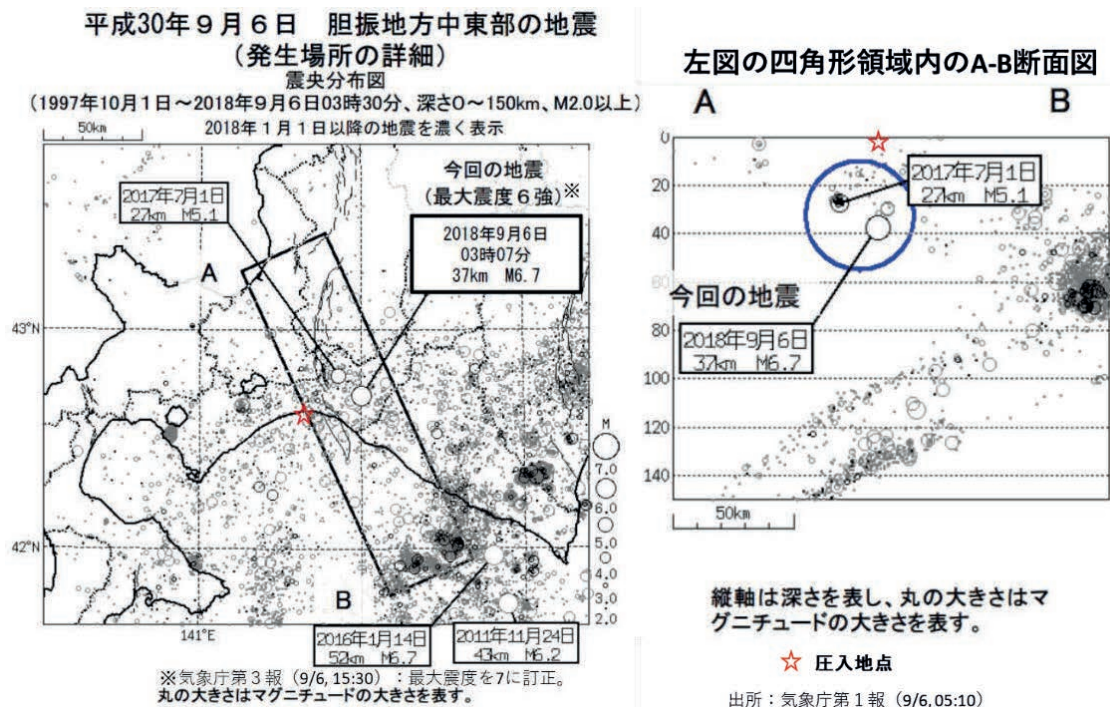 平成30年9月6日　胆振地方中東部の地震
(発生場所の詳細)
震央分布図
(1997年10月1日～2018年9月6日03時30分、深さ0～150km、M2.0以上)
50km
2018年1月1日以降の地震を濃く表示
今回の地震
(最大震度6強)※
2017年7月1日
27km M5.1
2018年9月6日
03時07分
37km M6.7
A
43°N
42°N
B
141°E
M
7.0
6.0
5.0
4.0
3.0
2.0
2016年1月14日
52km M6.7
2011年11月24日
43km M6.2
※気象庁第3報 (9/6, 15:30) ：最大震度を7に訂正。
丸の大きさはマグニチュードの大きさを表す。
左図の四角形領域内のA-B断面図
A
B
0
20
40
60
80
100
120
140
2017年7月1日
27km M5.1
今回の地震
2018年9月6日
37km M6.7
50km
縦軸は深さを表し、丸の大きさはマ
グニチュードの大きさを表す。
☆ 圧入地点
出所：気象庁第1報 (9/6, 05:10)